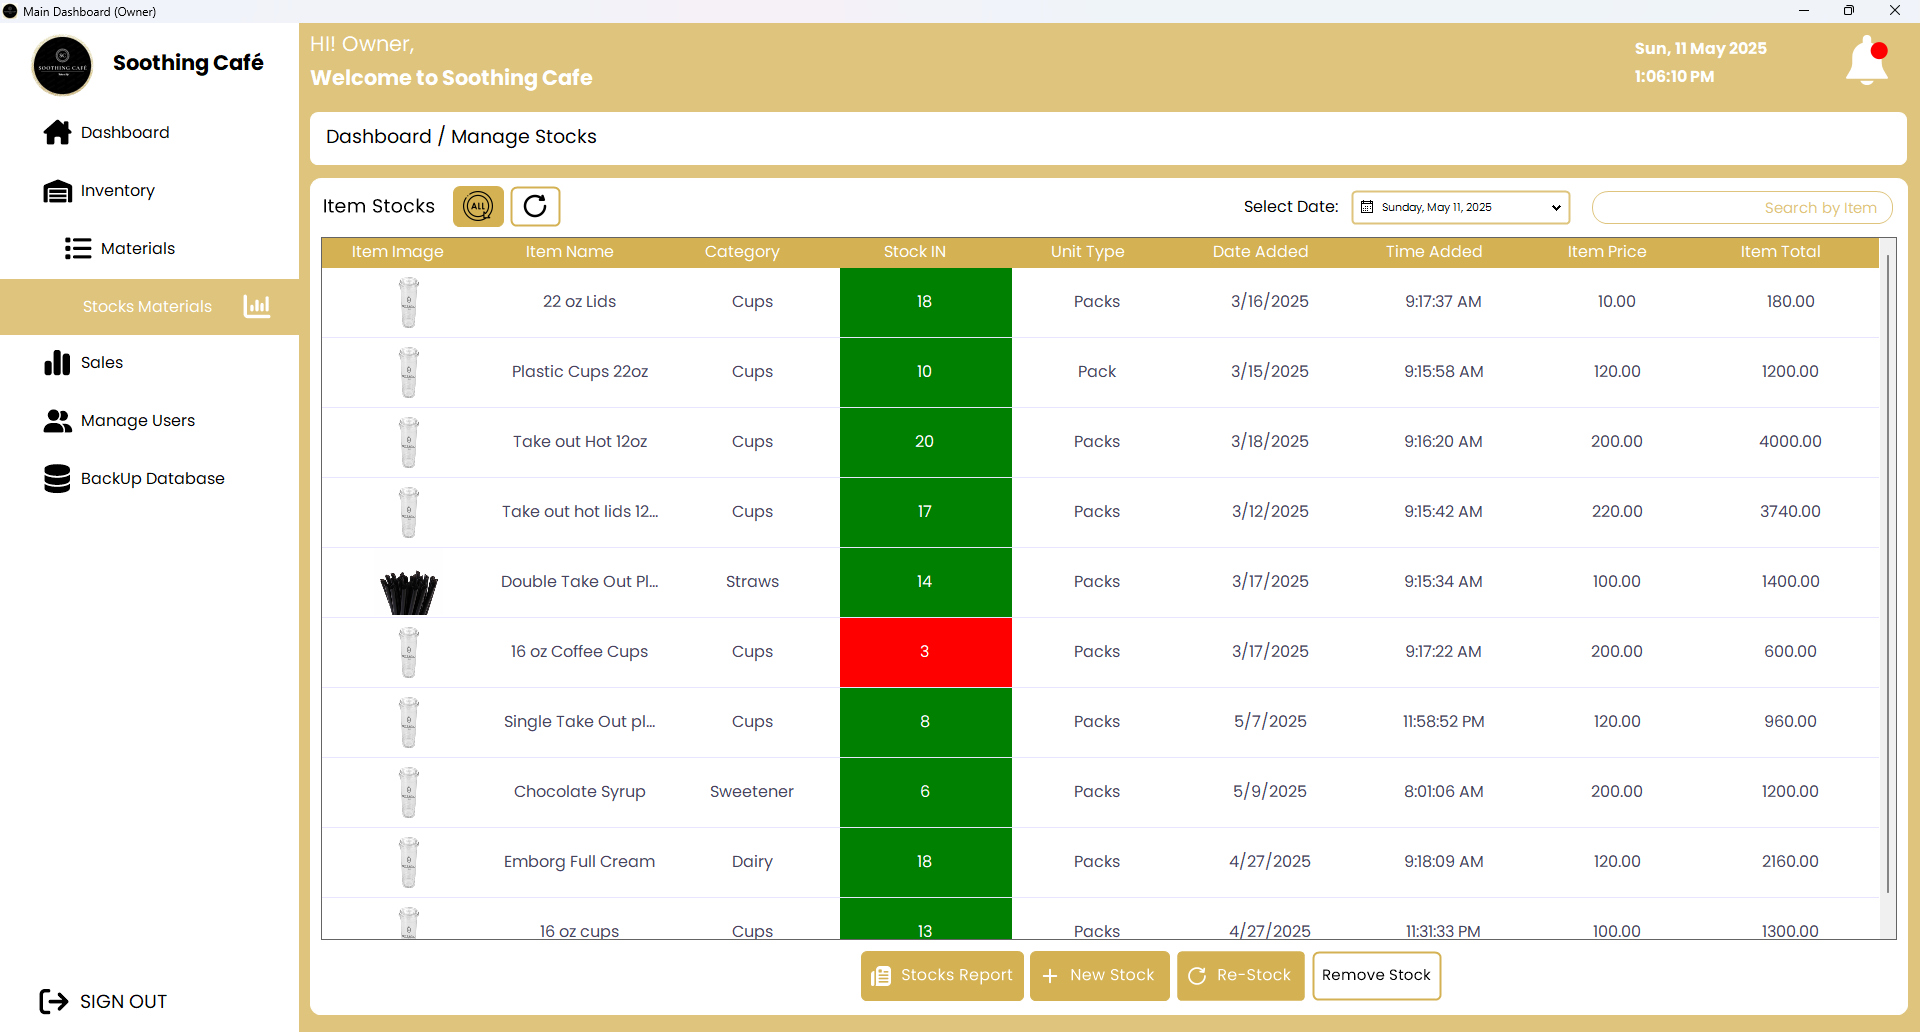 Main Dashboard (Owner)
SOOTHING CAFÉ
Soothing Café
HI! Owner,
Welcome to Soothing Cafe
Sun, 11 May 2025
1:06:10 PM
Dashboard
Inventory
Materials
Stocks Materials
Sales
Manage Users
BackUp Database
SIGN OUT
Dashboard / Manage Stocks
Item Stocks ALL Select Date: Sunday, May 11, 2025 Search by Item
Item Image Item Name Category Stock IN Unit Type Date Added Time Added Item Price Item Total
22 oz Lids Cups 18 Packs 3/16/2025 9:17:37 AM 10.00 180.00
Plastic Cups 22oz Cups 10 Pack 3/15/2025 9:15:58 AM 120.00 1200.00
Take out Hot 12oz Cups 20 Packs 3/18/2025 9:16:20 AM 200.00 4000.00
Take out hot lids 12... Cups 17 Packs 3/12/2025 9:15:42 AM 220.00 3740.00
Double Take Out Pl... Straws 14 Packs 3/17/2025 9:15:34 AM 100.00 1400.00
16 oz Coffee Cups Cups 3 Packs 3/17/2025 9:17:22 AM 200.00 600.00
Single Take Out pl... Cups 8 Packs 5/7/2025 11:58:52 PM 120.00 960.00
Chocolate Syrup Sweetener 6 Packs 5/9/2025 8:01:06 AM 200.00 1200.00
Emborg Full Cream Dairy 18 Packs 4/27/2025 9:18:09 AM 120.00 2160.00
16 oz cups Cups 13 Packs 4/27/2025 11:31:33 PM 100.00 1300.00
Stocks Report New Stock Re-Stock Remove Stock